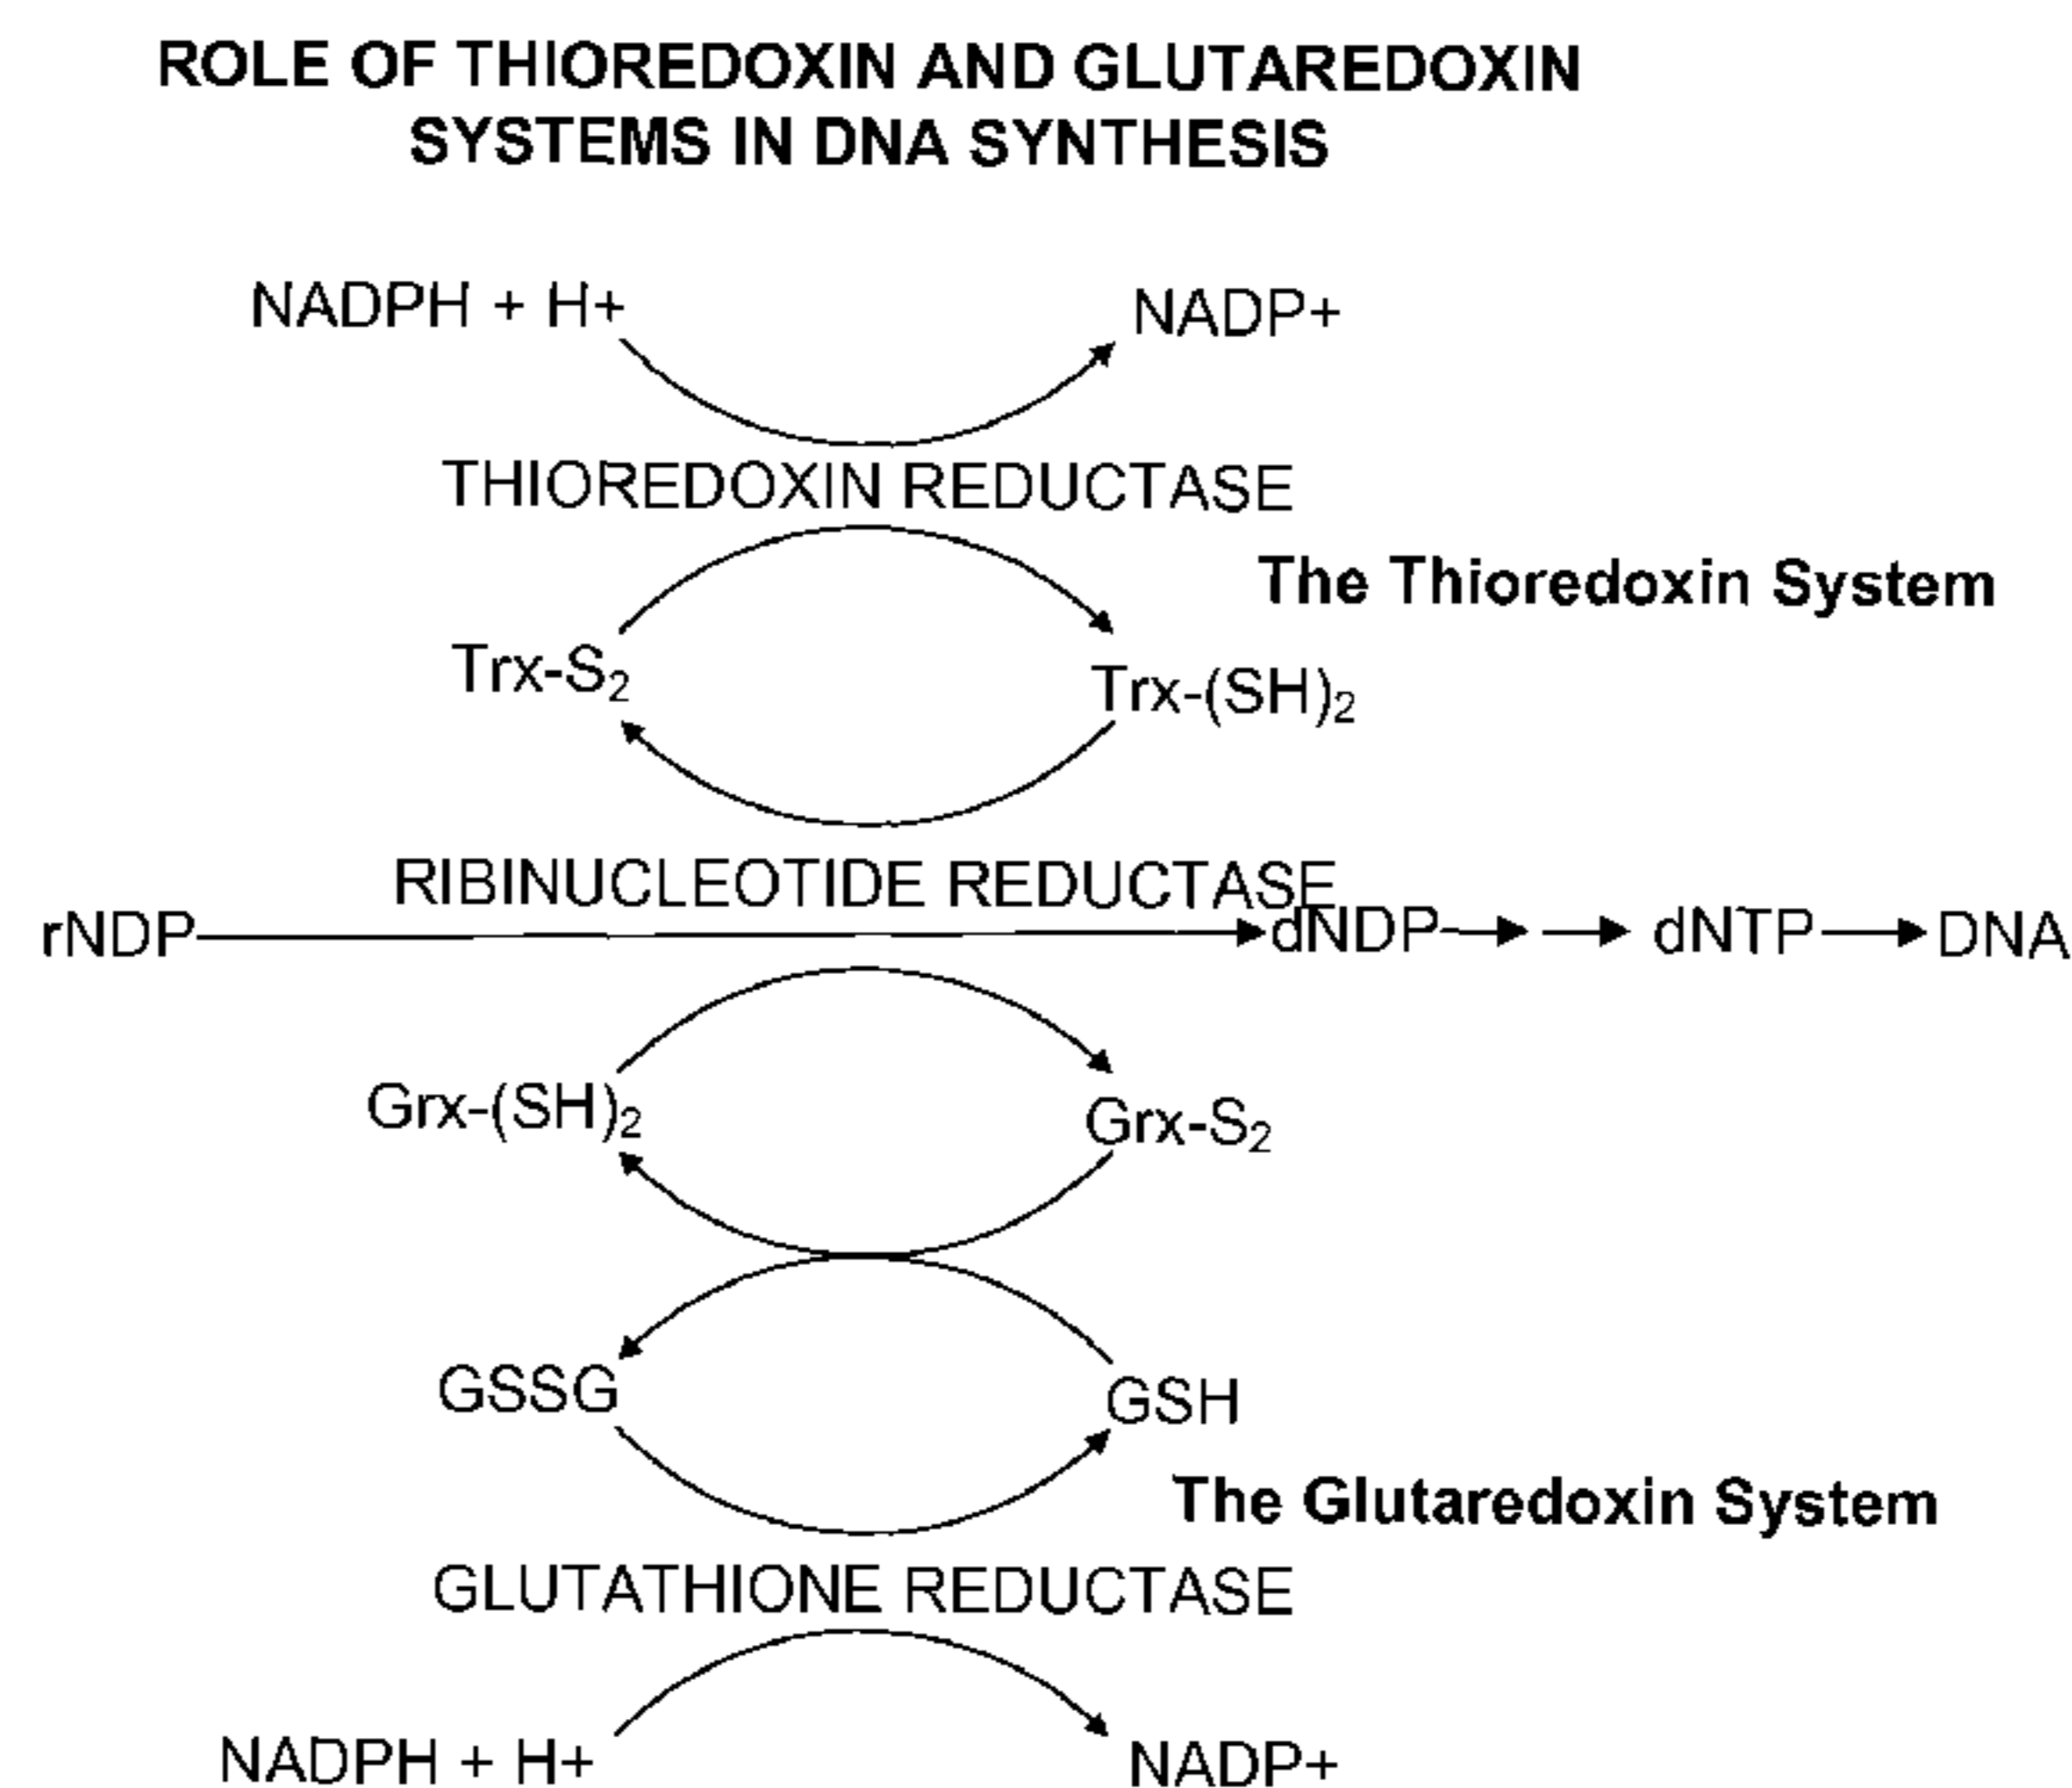 ROLE OF THIOREDOXIN AND GLUTAREDOXIN
SYSTEMS IN DNA SYNTHESIS
NADPH + H+ NADP+
THIOREDOXIN REDUCTASE
The Thioredoxin System
Trx-S₂ Trx-(SH)₂
RIBINUCLEOTIDE REDUCTASE
rNDP dNDP dNTP DNA
Grx-(SH)₂ Grx-S₂
GSSG GSH
The Glutaredoxin System
GLUTATHIONE REDUCTASE
NADPH + H+ NADP+